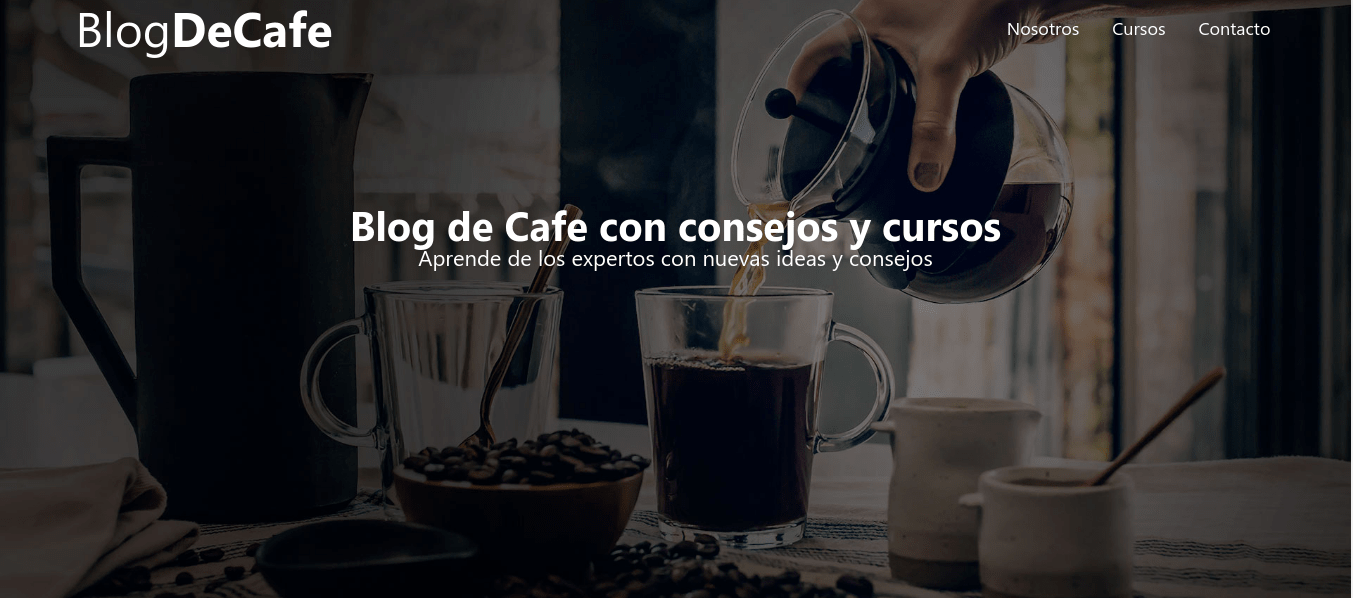 BlogDeCafe
Nosotros Cursos Contacto
Blog de Cafe con consejos y cursos
Aprende de los expertos con nuevas ideas y consejos